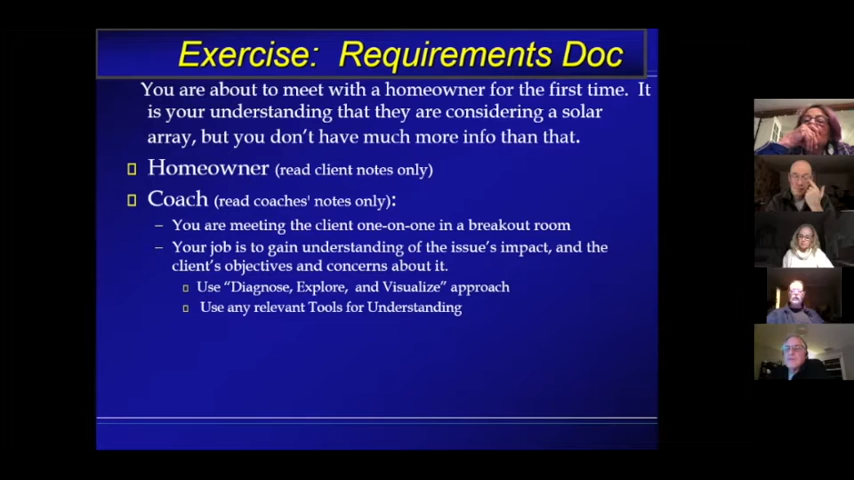 Exercise: Requirements Doc
You are about to meet with a homeowner for the first time. It
is your understanding that they are considering a solar
array, but you don't have much more info than that.
Homeowner (read client notes only)
Coach (read coaches' notes only):
– You are meeting the client one-on-one in a breakout room
– Your job is to gain understanding of the issue's impact, and the
client's objectives and concerns about it.
Use “Diagnose, Explore, and Visualize” approach
Use any relevant Tools for Understanding